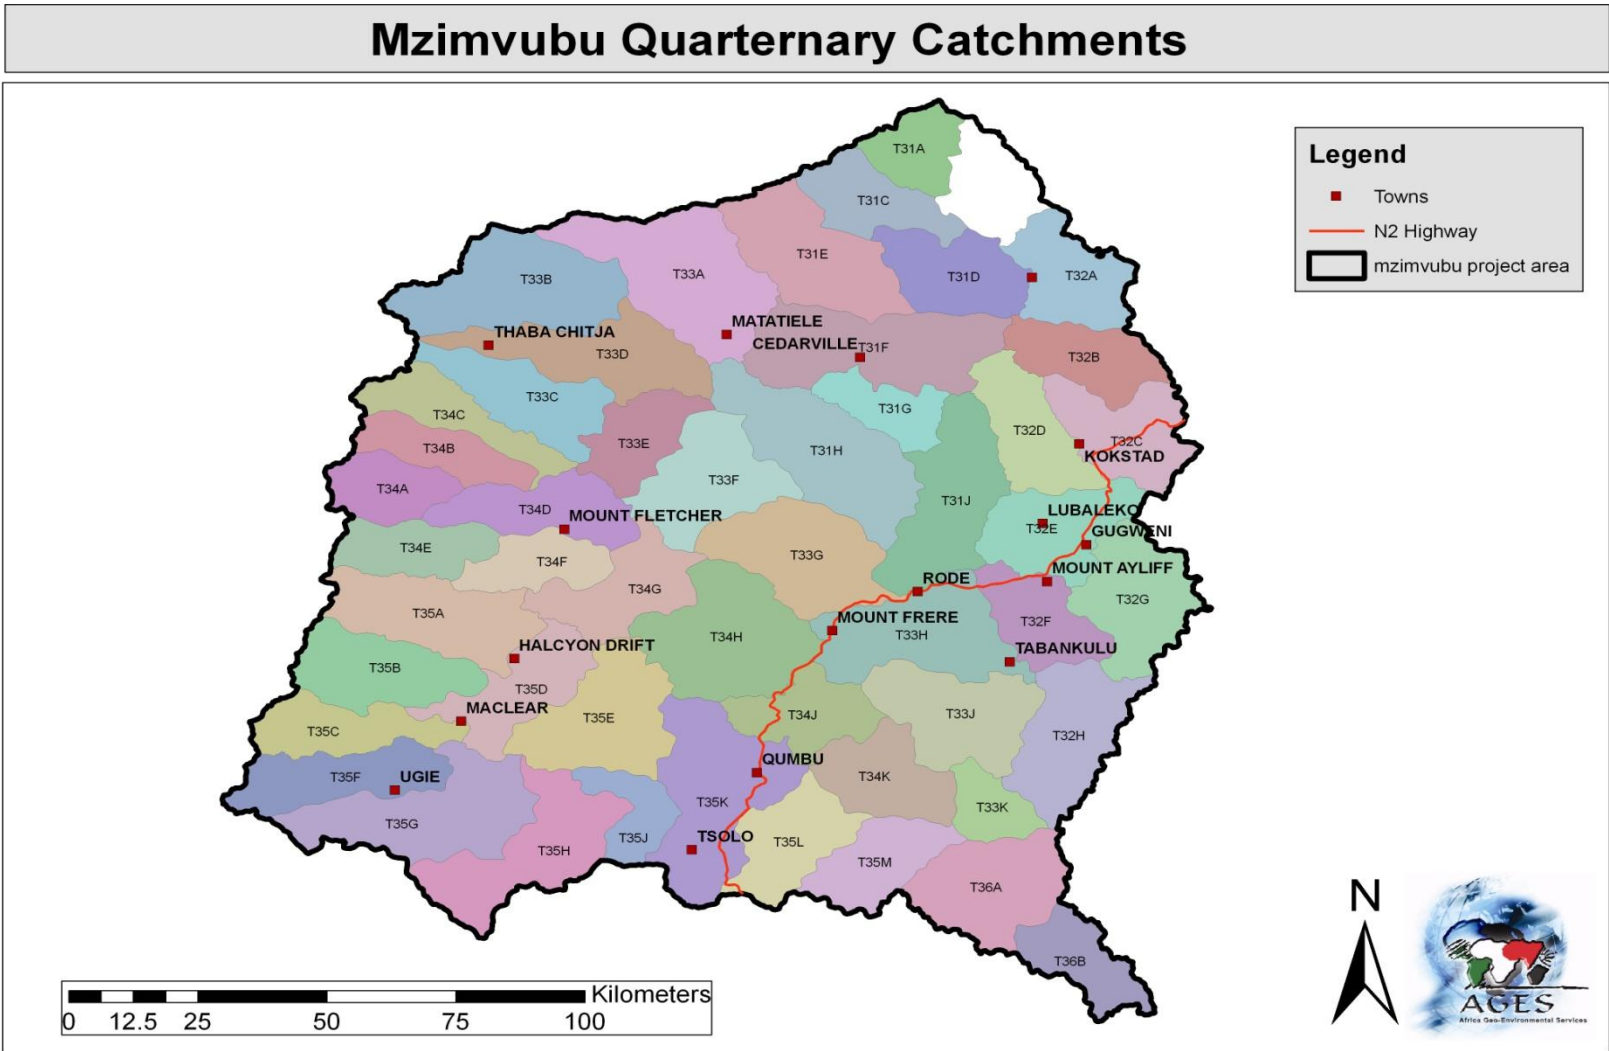 Mzimvubu Quarternary Catchments
Legend
Towns
N2 Highway
mzimvubu project area
T31A
T31C
T31E
T31D
T32A
T33A
T33B
MATATIELE
THABA CHITJA
CEDARVILLE
T31F
T33D
T32B
T33C
T31G
T34C
T32D
T32C
T33E
T34B
T31H
KOKSTAD
T33F
T34A
T31J
T34D
LUBALEKO
MOUNT FLETCHER
T32E
GUGWENI
T34E
T33G
T34F
MOUNT AYLIFF
RODE
T34G
T32G
T35A
MOUNT FRERE
T32F
T34H
T33H
HALCYON DRIFT
TABANKULU
T35B
T35D
MACLEAR
T35E
T34J
T33J
T35C
T32H
QUMBU
UGIE
T35F
T34K
T35K
T33K
T35G
TSOLO
T35J
T35L
T35H
T35M
T36A
T36B
N
Kilometers
0 12.5 25 50 75 100
AGES
Africa Geo-Environmental Services